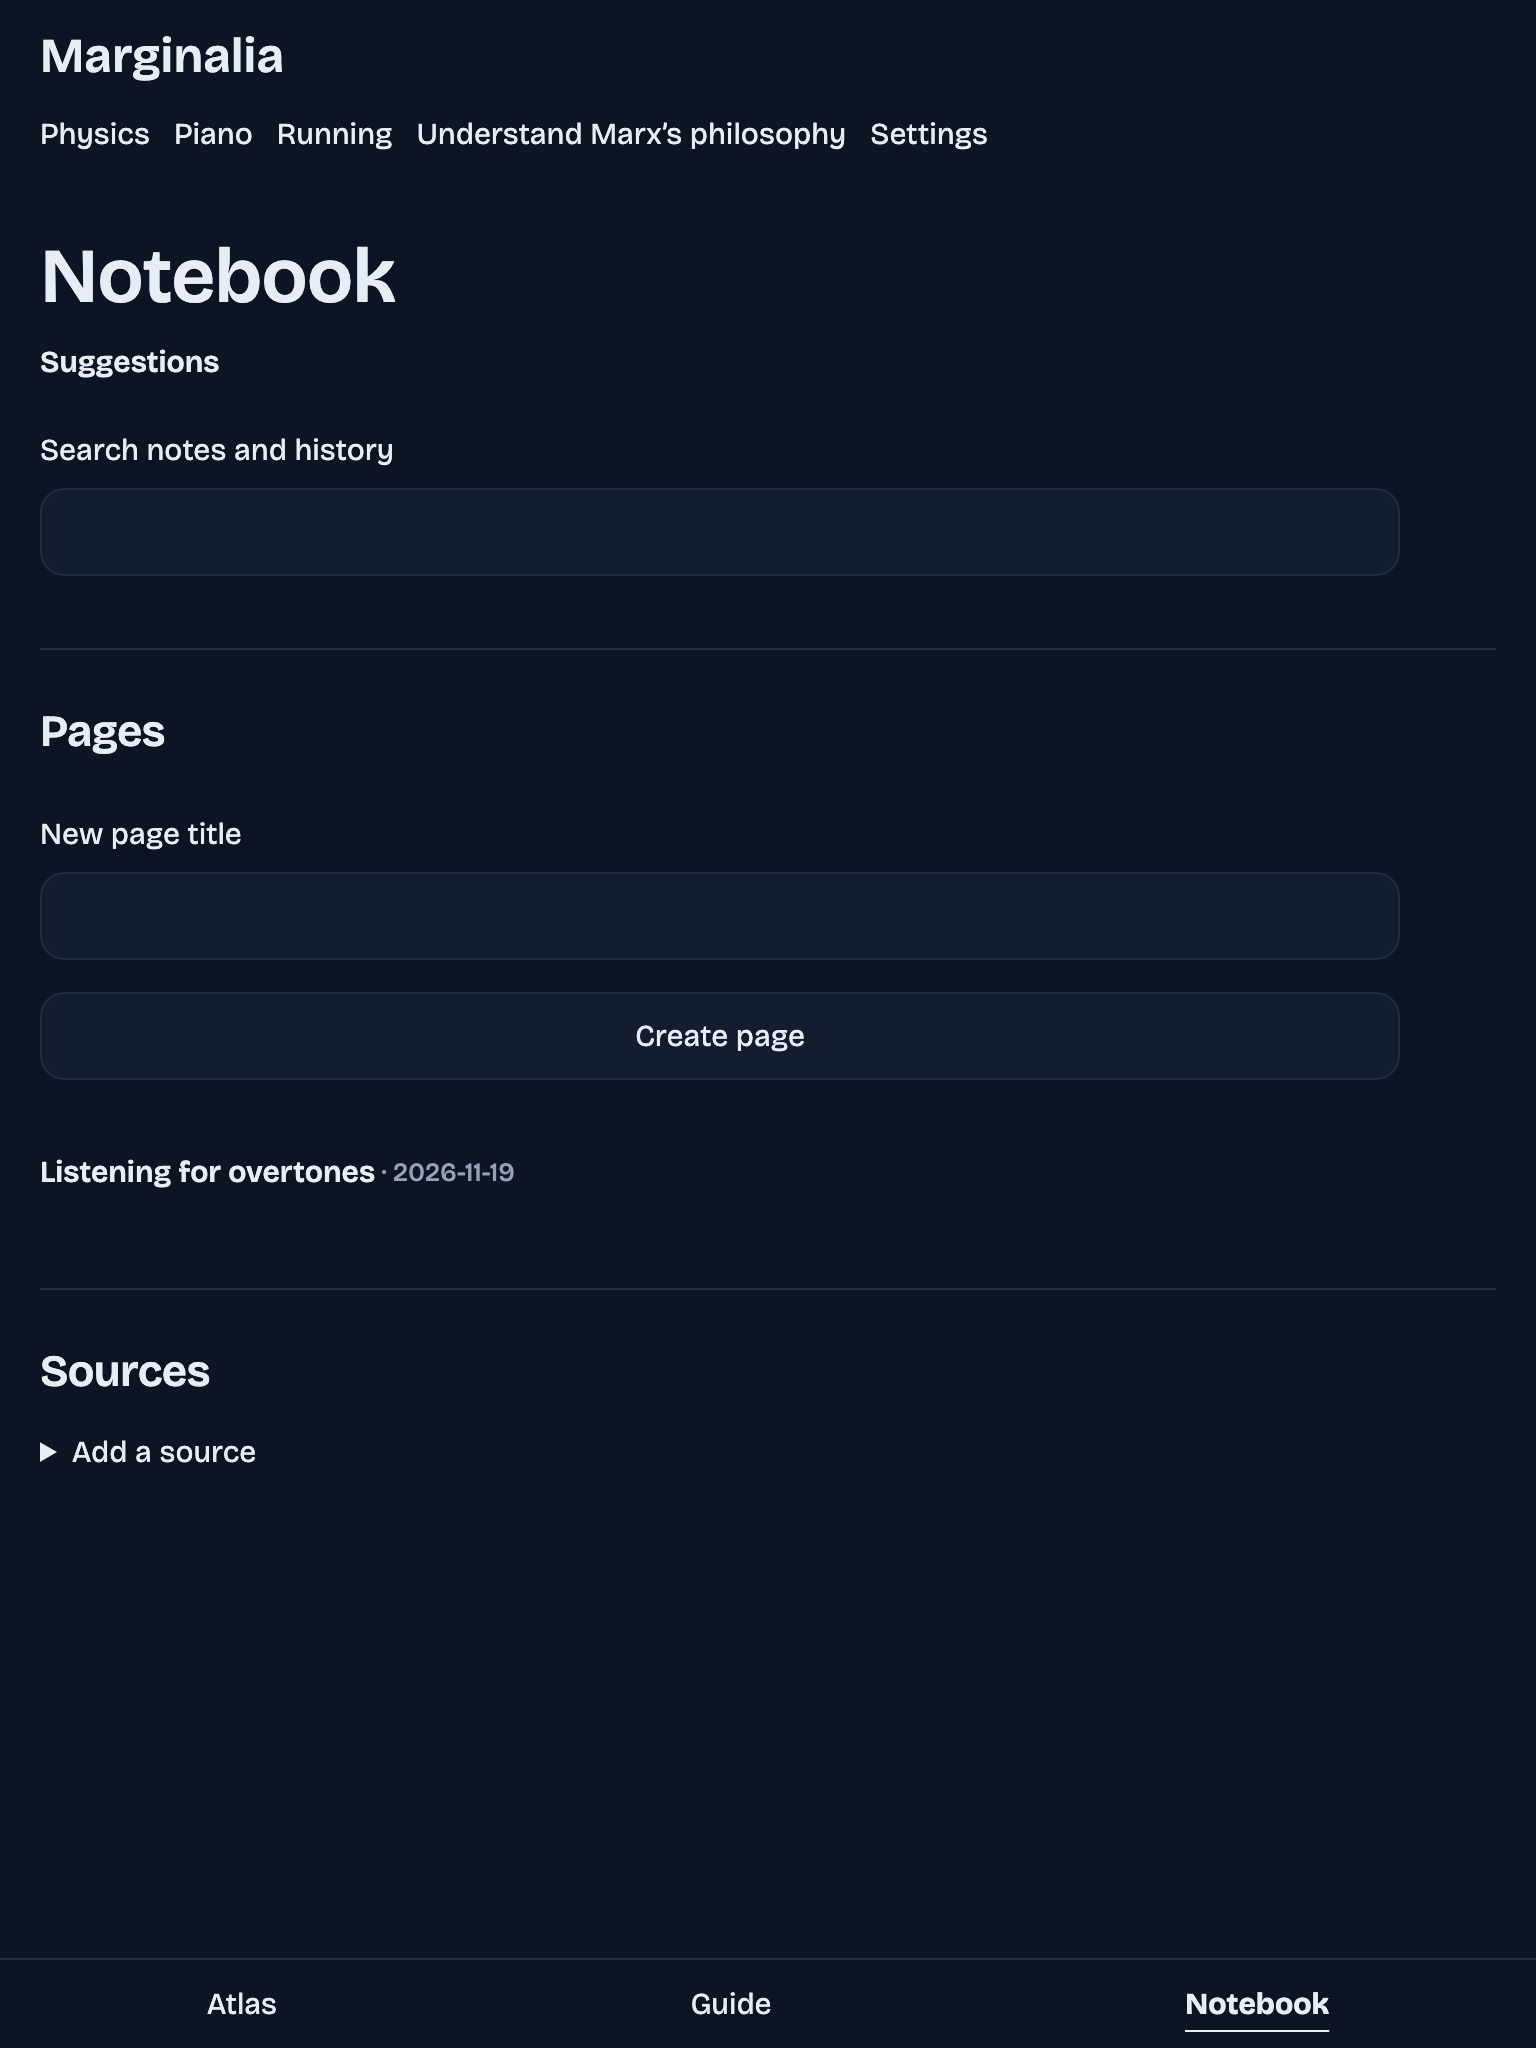 Marginalia
Physics Piano Running Understand Marx’s philosophy Settings
Notebook
Suggestions
Search notes and history
Pages
New page title
Create page
Listening for overtones · 2026-11-19
Sources
Add a source
Atlas Guide Notebook